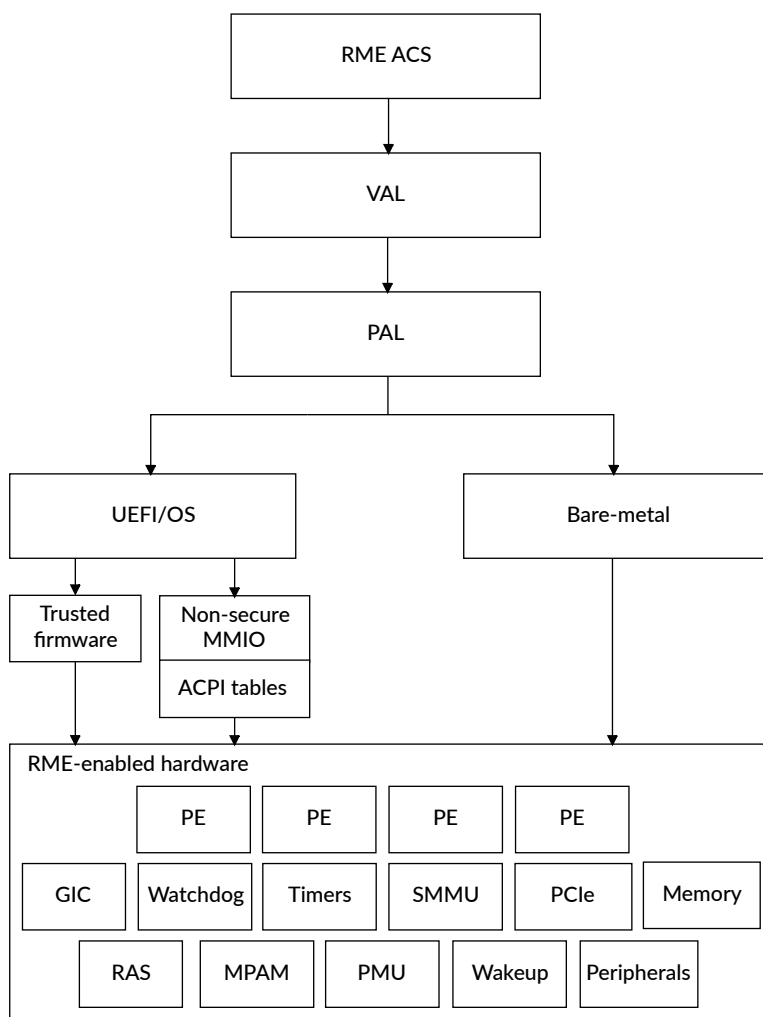 RME ACS
VAL
PAL
UEFI/OS
Bare-metal
Trusted
firmware
Non-secure
MMIO
ACPI tables
RME-enabled hardware
PE
PE
PE
PE
GIC
Watchdog
Timers
SMMU
PCIe
Memory
RAS
MPAM
PMU
Wakeup
Peripherals